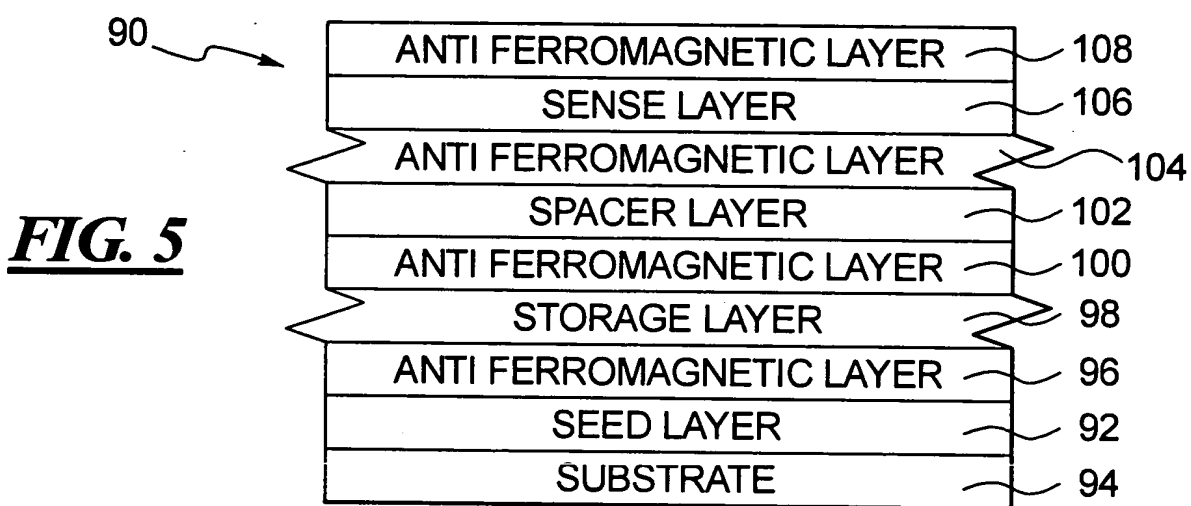 90
ANTI FERROMAGNETIC LAYER 108
SENSE LAYER 106
ANTI FERROMAGNETIC LAYER 104
SPACER LAYER 102
FIG. 5
ANTI FERROMAGNETIC LAYER 100
STORAGE LAYER 98
ANTI FERROMAGNETIC LAYER 96
SEED LAYER 92
SUBSTRATE 94